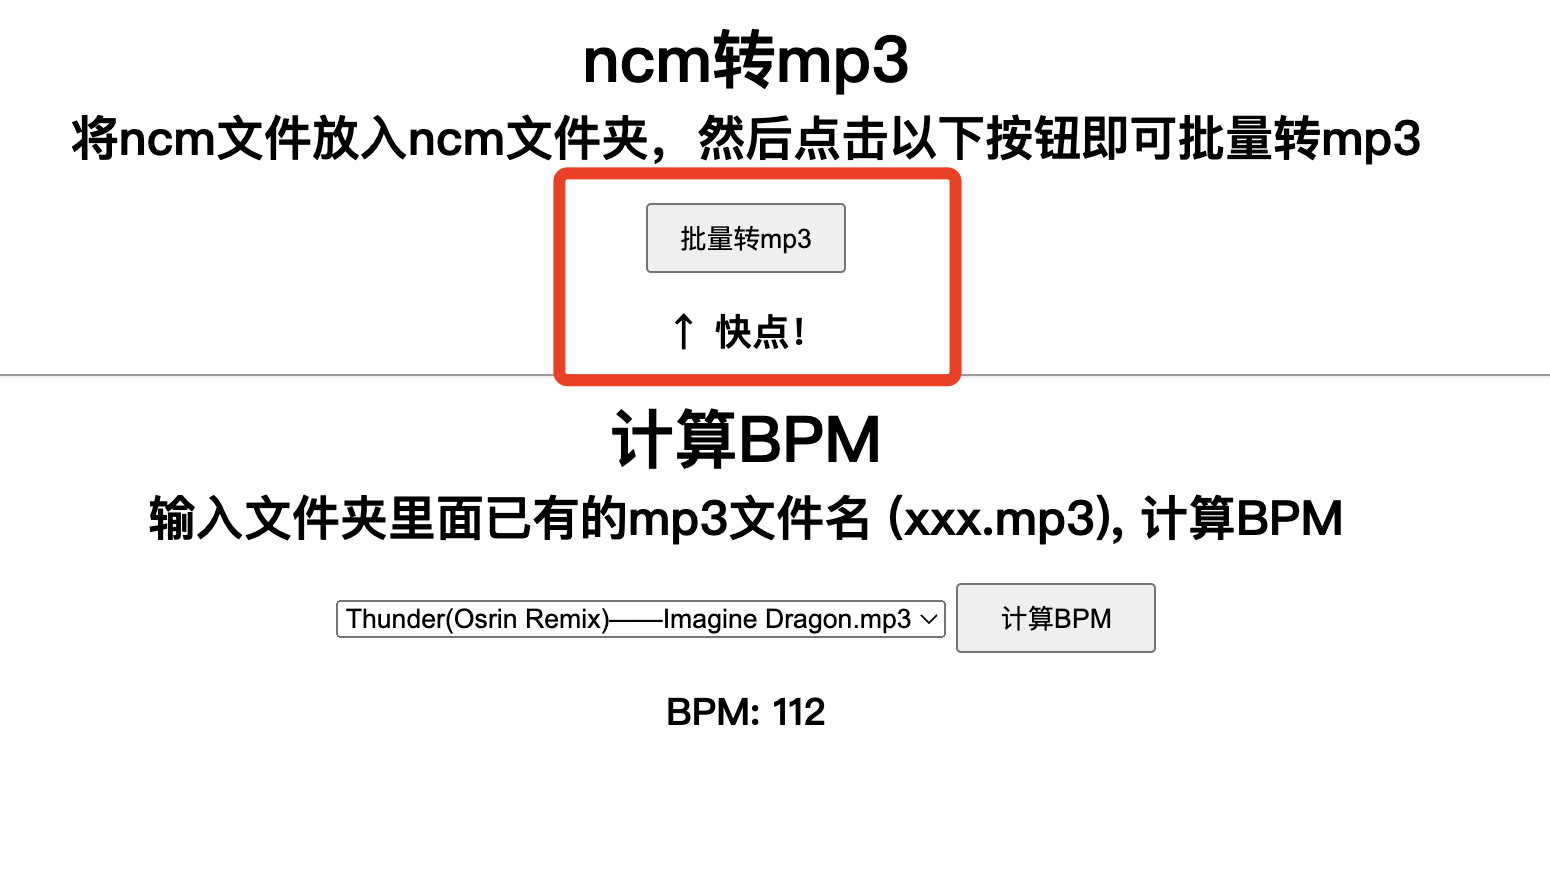 ncm转mp3
将ncm文件放入ncm文件夹，然后点击以下按钮即可批量转mp3
批量转mp3
↑ 快点！
计算BPM
输入文件夹里面已有的mp3文件名 (xxx.mp3), 计算BPM
Thunder(Osrin Remix)——Imagine Dragon.mp3 计算BPM
BPM: 112